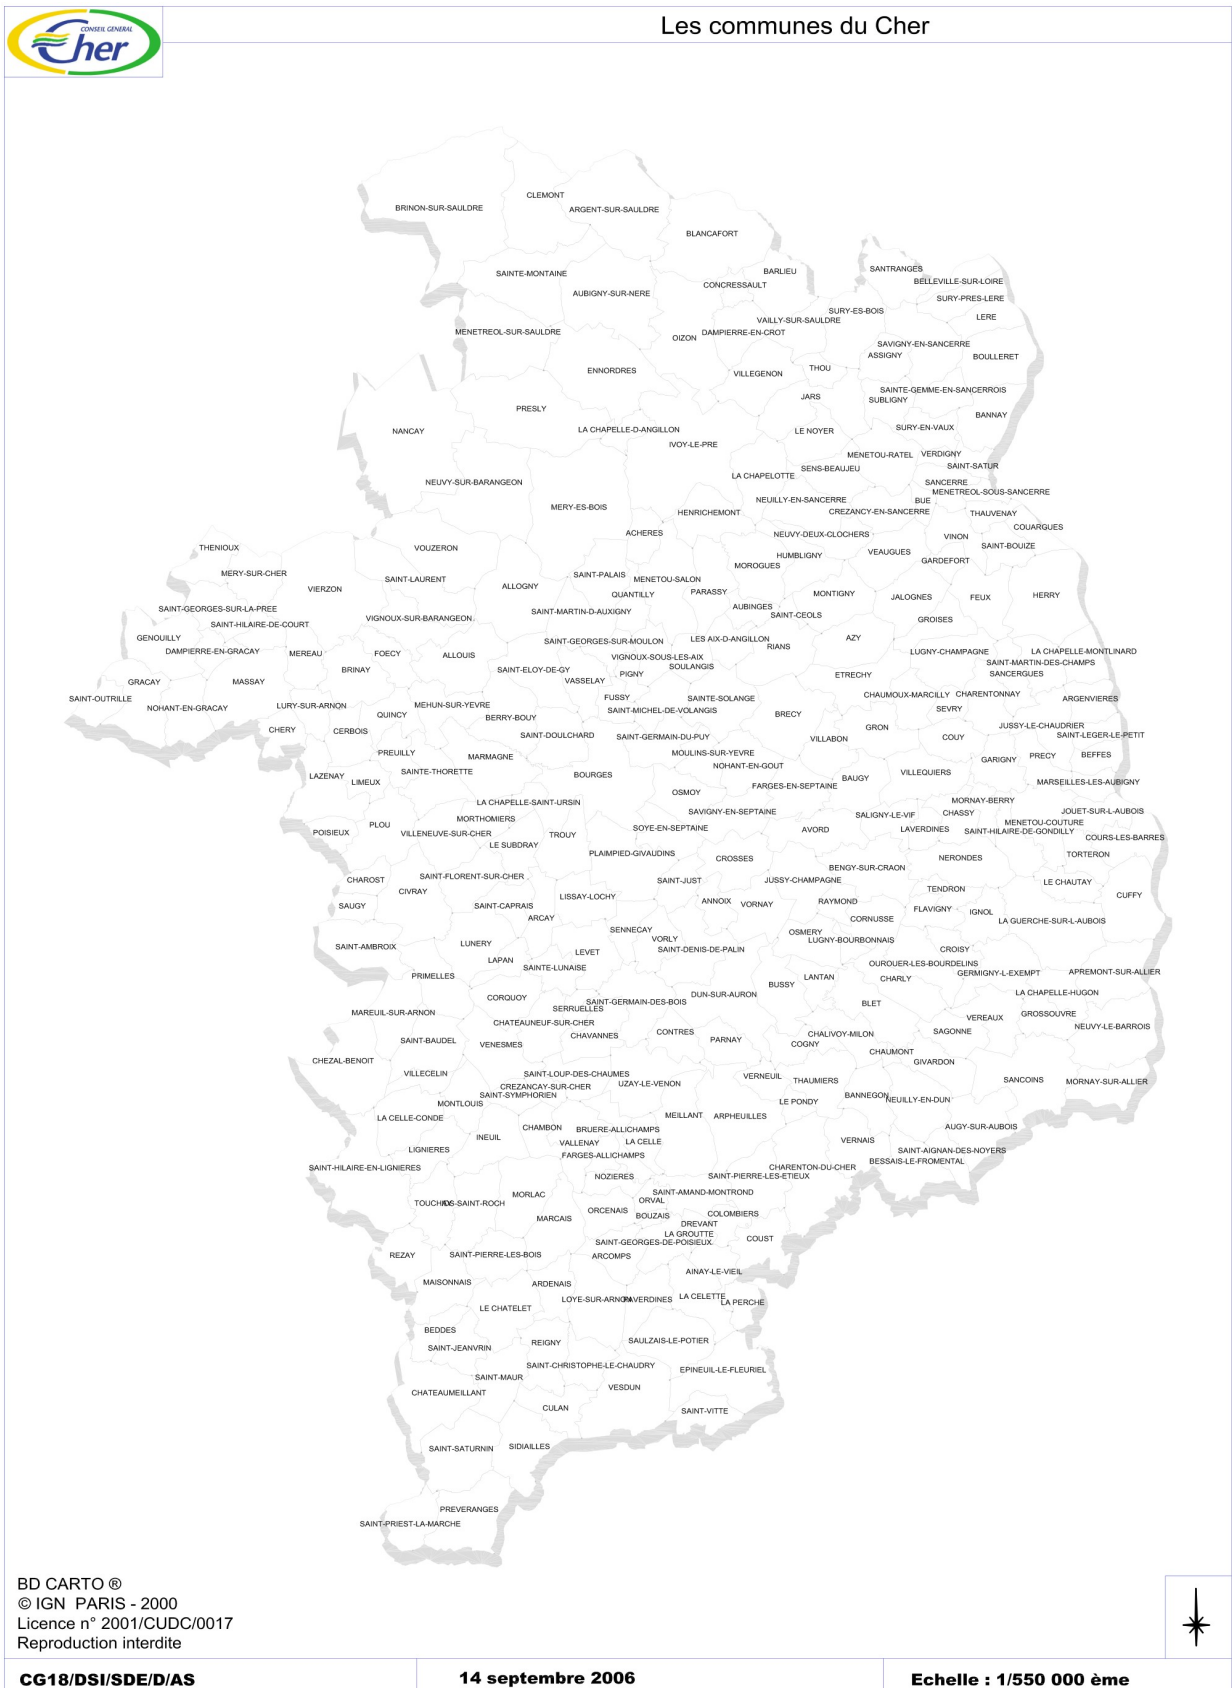 CONSEIL GENERAL
Cher
Les communes du Cher
CLEMONT
BRINON-SUR-SAULDRE
ARGENT-SUR-SAULDRE
BLANCAFORT
SANTRANGES
BARLIEU
SAINTE-MONTAINE
BELLEVILLE-SUR-LOIRE
CONCRESSAULT
AUBIGNY-SUR-NERE
SURY-PRES-LERE
SURY-ES-BOIS
LERE
VAILLY-SUR-SAULDRE
MENETREOL-SUR-SAULDRE
DAMPIERRE-EN-CROT
OIZON
SAVIGNY-EN-SANCERRE
ASSIGNY
BOULLERET
THOU
ENNORDRES
VILLEGENON
SAINTE-GEMME-EN-SANCERROIS
JARS
SUBLIGNY
PRESLY
BANNAY
SURY-EN-VAUX
LA CHAPELLE-D-ANGILLON
NANCAY
LE NOYER
IVOY-LE-PRE
MENETOU-RATEL
VERDIGNY
SAINT-SATUR
SENS-BEAUJEU
LA CHAPELOTTE
NEUVY-SUR-BARANGEON
SANCERRE
MENETREOL-SOUS-SANCERRE
NEUILLY-EN-SANCERRE
BUE
MERY-ES-BOIS
HENRICHEMONT
CREZANCY-EN-SANCERRE
THAUVENAY
COUARGUES
ACHERES
NEUVY-DEUX-CLOCHERS
VINON
SAINT-BOUIZE
THENIOUX
VOUZERON
VEAUGUES
HUMBLIGNY
GARDEFORT
MOROGUES
MERY-SUR-CHER
SAINT-PALAIS
SAINT-LAURENT
MENETOU-SALON
ALLOGNY
VIERZON
PARASSY
QUANTILLY
MONTIGNY
HERRY
JALOGNES
FEUX
SAINT-GEORGES-SUR-LA-PREE
AUBINGES
SAINT-MARTIN-D-AUXIGNY
SAINT-CEOLS
VIGNOUX-SUR-BARANGEON
GROISES
SAINT-HILAIRE-DE-COURT
GENOUILLY
AZY
LES AIX-D-ANGILLON
SAINT-GEORGES-SUR-MOULON
RIANS
DAMPIERRE-EN-GRACAY
MEREAU
FOECY
ALLOUIS
LUGNY-CHAMPAGNE
LA CHAPELLE-MONTLINARD
VIGNOUX-SOUS-LES-AIX
SAINT-MARTIN-DES-CHAMPS
SOULANGIS
BRINAY
SAINT-ELOY-DE-GY
PIGNY
ETRECHY
SANCERGUES
GRACAY
MASSAY
VASSELAY
CHAUMOUX-MARCILLY
CHARENTONNAY
SAINT-OUTRILLE
FUSSY
SAINTE-SOLANGE
ARGENVIERES
NOHANT-EN-GRACAY
LURY-SUR-ARNON
MEHUN-SUR-YEVRE
SAINT-MICHEL-DE-VOLANGIS
SEVRY
QUINCY
BERRY-BOUY
BRECY
JUSSY-LE-CHAUDRIER
GRON
CHERY
CERBOIS
SAINT-DOULCHARD
SAINT-GERMAIN-DU-PUY
VILLABON
COUY
SAINT-LEGER-LE-PETIT
PREUILLY
MARMAGNE
MOULINS-SUR-YEVRE
GARIGNY
PRECY
BEFFES
NOHANT-EN-GOUT
SAINTE-THORETTE
LAZENAY
BOURGES
BAUGY
VILLEQUIERS
LIMEUX
FARGES-EN-SEPTAINE
MARSEILLES-LES-AUBIGNY
OSMOY
LA CHAPELLE-SAINT-URSIN
MORNAY-BERRY
SAVIGNY-EN-SEPTAINE
SALIGNY-LE-VIF
CHASSY
JOUET-SUR-L-AUBOIS
MORTHOMIERS
MENETOU-COUTURE
PLOU
POISIEUX
VILLENEUVE-SUR-CHER
TROUY
SOYE-EN-SEPTAINE
AVORD
LAVERDINES
SAINT-HILAIRE-DE-GONDILLY
COURS-LES-BARRES
LE SUBDRAY
PLAIMPIED-GIVAUDINS
CROSSES
NERONDES
TORTERON
BENGY-SUR-CRAON
CHAROST
SAINT-FLORENT-SUR-CHER
SAINT-JUST
JUSSY-CHAMPAGNE
LE CHAUTAY
CIVRAY
TENDRON
CUFFY
LISSAY-LOCHY
SAUGY
SAINT-CAPRAIS
ANNOIX
VORNAY
RAYMOND
FLAVIGNY
IGNOL
ARCAY
CORNUSSE
LA GUERCHE-SUR-L-AUBOIS
SENNECAY
OSMERY
VORLY
LUGNY-BOURBONNAIS
SAINT-AMBROIX
LUNERY
LEVET
SAINT-DENIS-DE-PALIN
CROISY
LAPAN
SAINTE-LUNAISE
OUROUER-LES-BOURDELINS
PRIMELLES
LANTAN
CHARLY
GERMIGNY-L-EXEMPT
APREMONT-SUR-ALLIER
BUSSY
CORQUOY
DUN-SUR-AURON
LA CHAPELLE-HUGON
SAINT-GERMAIN-DES-BOIS
BLET
SERRUELLES
MAREUIL-SUR-ARNON
GROSSOUVRE
VEREAUX
CHATEAUNEUF-SUR-CHER
NEUVY-LE-BARROIS
CHAVANNES
CONTRES
CHALIVOY-MILON
SAGONNE
SAINT-BAUDEL
VENESMES
PARNAY
COGNY
CHAUMONT
CHEZAL-BENOIT
GIVARDON
VILLECELIN
SAINT-LOUP-DES-CHAUMES
VERNEUIL
THAUMIERS
SANCOINS
MORNAY-SUR-ALLIER
CREZANCAY-SUR-CHER
UZAY-LE-VENON
SAINT-SYMPHORIEN
BANNEGON
NEUILLY-EN-DUN
MONTLOUIS
LE PONDY
LA CELLE-CONDE
MEILLANT
ARPHEUILLES
CHAMBON
BRUERE-ALLICHAMPS
AUGY-SUR-AUBOIS
INEUIL
VALLENAY
LA CELLE
VERNAIS
LIGNIERES
FARGES-ALLICHAMPS
SAINT-AIGNAN-DES-NOYERS
BESSAIS-LE-FROMENTAL
SAINT-HILAIRE-EN-LIGNIERES
CHARENTON-DU-CHER
NOZIERES
SAINT-PIERRE-LES-ETIEUX
MORLAC
SAINT-AMAND-MONTROND
TOUCHAY
IDS-SAINT-ROCH
ORVAL
ORCENAIS
BOUZAIS
COLOMBIERS
MARCAIS
DREVANT
LA GROUTTE
COUST
SAINT-GEORGES-DE-POISIEUX
REZAY
SAINT-PIERRE-LES-BOIS
ARCOMPS
AINAY-LE-VIEIL
MAISONNAIS
ARDENAIS
LOYE-SUR-ARNON
FAVERDINES
LA CELETTE
LA PERCHE
LE CHATELET
BEDDES
REIGNY
SAULZAIS-LE-POTIER
SAINT-JEANVRIN
SAINT-CHRISTOPHE-LE-CHAUDRY
EPINEUIL-LE-FLEURIEL
SAINT-MAUR
VESDUN
CHATEAUMEILLANT
CULAN
SAINT-VITTE
SAINT-SATURNIN
SIDIAILLES
PREVERANGES
SAINT-PRIEST-LA-MARCHE
BD CARTO ®
© IGN PARIS - 2000
Licence n° 2001/CUDC/0017
Reproduction interdite
CG18/DSI/SDE/D/AS
14 septembre 2006
Echelle : 1/550 000 ème